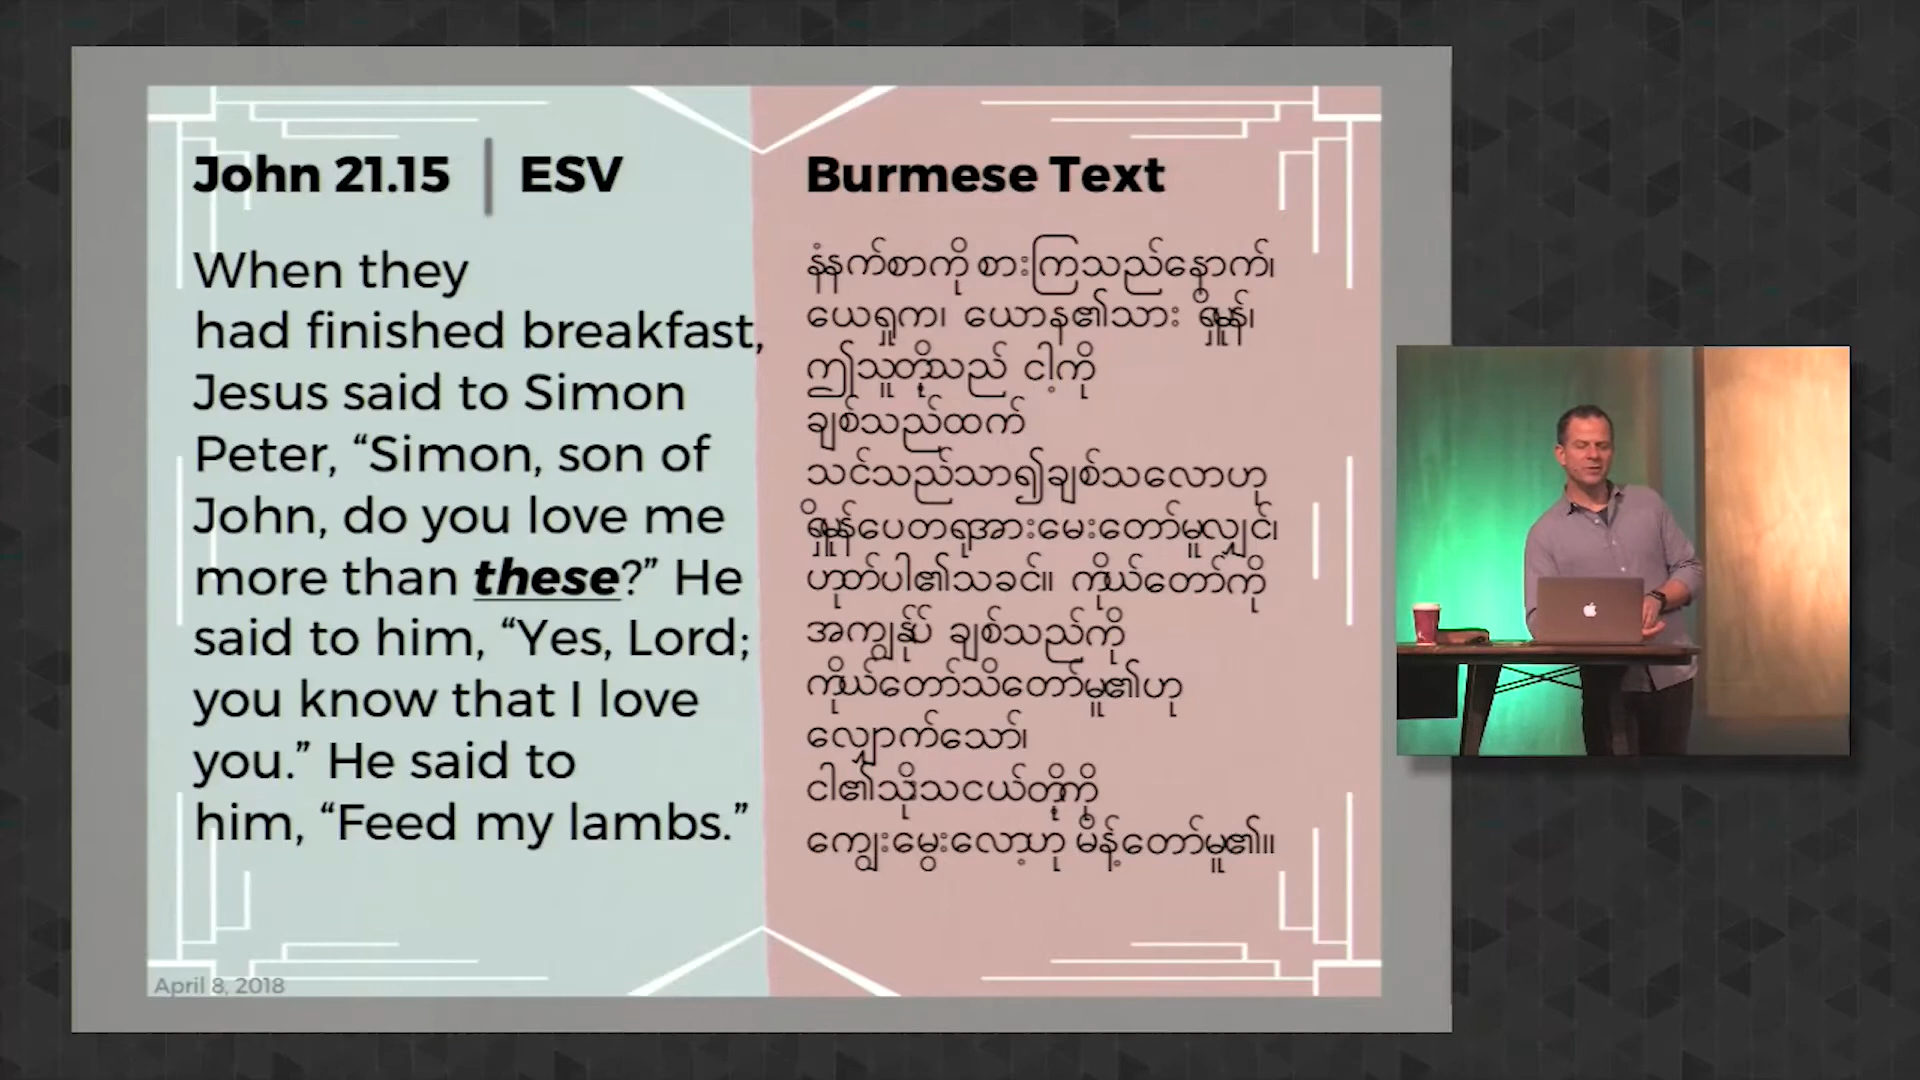 John 21.15 | ESV
When they
had finished breakfast,
Jesus said to Simon
Peter, “Simon, son of
John, do you love me
more than these?” He
said to him, “Yes, Lord;
you know that I love
you.” He said to
him, “Feed my lambs.”
Burmese Text
နံနက်စာကို စားကြသည်နောက်၊
ယေရှုက၊ ယောန၏သား ရှိမုန်၊
ဤသူတို့သည် ငါ့ကို
ချစ်သည်ထက်
သင်သည်သာ၍ချစ်သလောဟု
ရှိမုန်ပေတရုအားမေးတော်မူလျှင်၊
ဟုတ်ပါ၏သခင်။ ကိုယ်တော်ကို
အကျွန်ုပ် ချစ်သည်ကို
ကိုယ်တော်သိတော်မူ၏ဟု
လျှောက်သော်၊
ငါ၏သိုးသငယ်တို့ကို
ကျွေးမွေးလော့ဟု မိန့်တော်မူ၏။
April 8, 2018